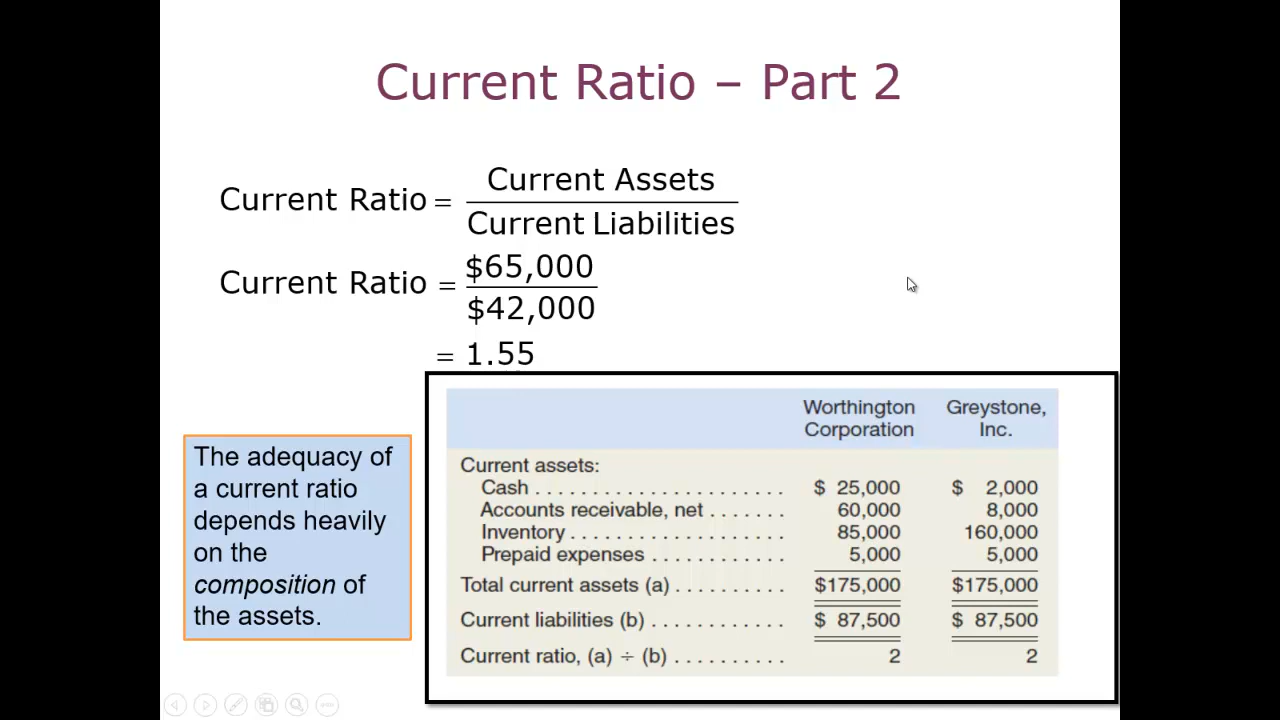 Current Ratio – Part 2
Current Ratio = Current Assets
Current Liabilities
Current Ratio = $65,000
$42,000
= 1.55
The adequacy of
a current ratio
depends heavily
on the
composition of
the assets.
Worthington Greystone,
Corporation Inc.
Current assets:
Cash . . . . . . . . . . . . . . . . . . . . . . $ 25,000 $ 2,000
Accounts receivable, net . . . . . . . 60,000 8,000
Inventory . . . . . . . . . . . . . . . . . . . 85,000 160,000
Prepaid expenses . . . . . . . . . . . . 5,000 5,000
Total current assets (a) . . . . . . . . . . $175,000 $175,000
Current liabilities (b) . . . . . . . . . . . . $ 87,500 $ 87,500
Current ratio, (a) ÷ (b) . . . . . . . . . . 2 2